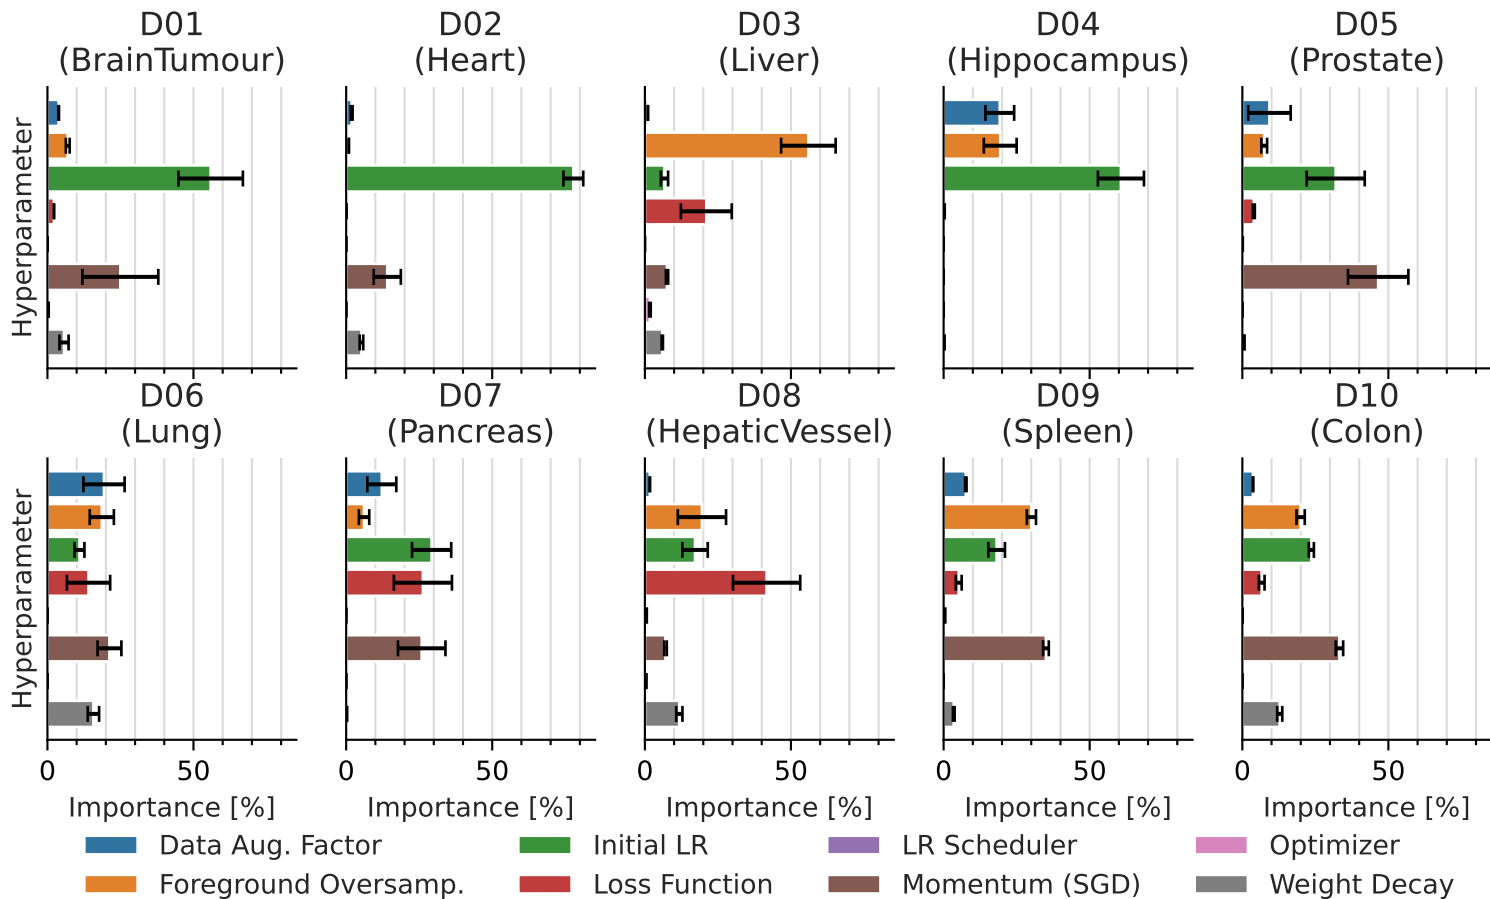 D01 D02 D03 D04 D05
(BrainTumour) (Heart) (Liver) (Hippocampus) (Prostate)
Hyperparameter
D06 D07 D08 D09 D10
(Lung) (Pancreas) (HepaticVessel) (Spleen) (Colon)
Hyperparameter
0 50 0 50 0 50 0 50 0 50
Importance [%] Importance [%] Importance [%] Importance [%] Importance [%]
Data Aug. Factor Initial LR LR Scheduler Optimizer
Foreground Oversamp. Loss Function Momentum (SGD) Weight Decay